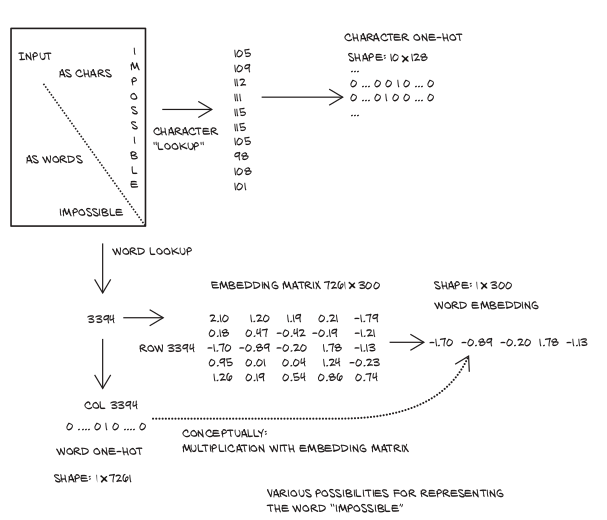 INPUT
AS CHARS
I
M
P
O
S
S
I
B
L
E
AS WORDS
IMPOSSIBLE
CHARACTER
"LOOKUP"
105
109
112
111
115
115
105
98
108
101
CHARACTER ONE-HOT
SHAPE: 10 x 128
...
0 ... 0 0 1 0 ... 0
0 ... 0 1 0 0 ... 0
...
WORD LOOKUP
3394
EMBEDDING MATRIX 7261 x 300
2.10 1.20 1.19 0.21 -1.79
0.18 0.47 -0.42 -0.19 -1.21
ROW 3394 -1.70 -0.89 -0.20 1.78 -1.13
0.95 0.01 0.04 1.24 -0.23
1.26 0.19 0.54 0.86 0.74
SHAPE: 1 x 300
WORD EMBEDDING
-1.70 -0.89 -0.20 1.78 -1.13
COL 3394
0 .... 0 1 0 .... 0
WORD ONE-HOT
SHAPE: 1 x 7261
CONCEPTUALLY:
MULTIPLICATION WITH EMBEDDING MATRIX
VARIOUS POSSIBILITIES FOR REPRESENTING
THE WORD "IMPOSSIBLE"